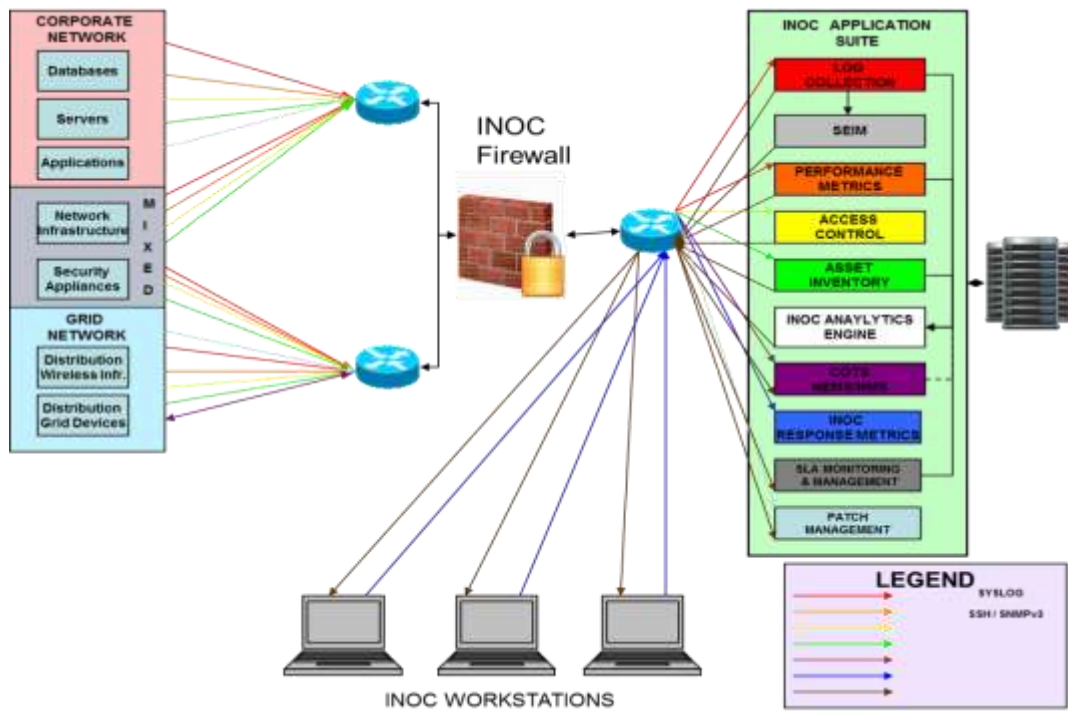 CORPORATE
NETWORK
Databases
Servers
Applications
Network
Infrastructure
Security
Appliances
MIXED
GRID
NETWORK
Distribution
Wireless Infr.
Distribution
Grid Devices
INOC
Firewall
INOC APPLICATION
SUITE
LOG
COLLECTION
SEIM
PERFORMANCE
METRICS
ACCESS
CONTROL
ASSET
INVENTORY
INOC ANAYLYTICS
ENGINE
COTS
INOC
RESPONSE METRICS
SLA MONITORING
& MANAGEMENT
PATCH
MANAGEMENT
INOC WORKSTATIONS
LEGEND
SYSLOG
SSH / SNMPv3